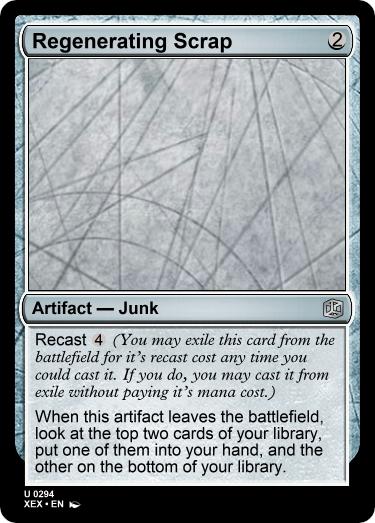 Regenerating Scrap 2
Artifact — Junk
Recast 4 (You may exile this card from the
battlefield for it's recast cost any time you
could cast it. If you do, you may cast it from
exile without paying it's mana cost.)
When this artifact leaves the battlefield,
look at the top two cards of your library,
put one of them into your hand, and the
other on the bottom of your library.
U 0294
XEX • EN